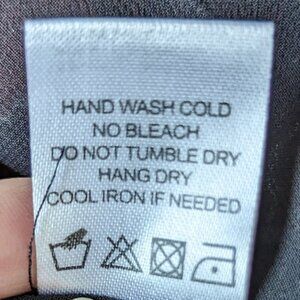 HAND WASH COLD
NO BLEACH
DO NOT TUMBLE DRY
HANG DRY
COOL IRON IF NEEDED